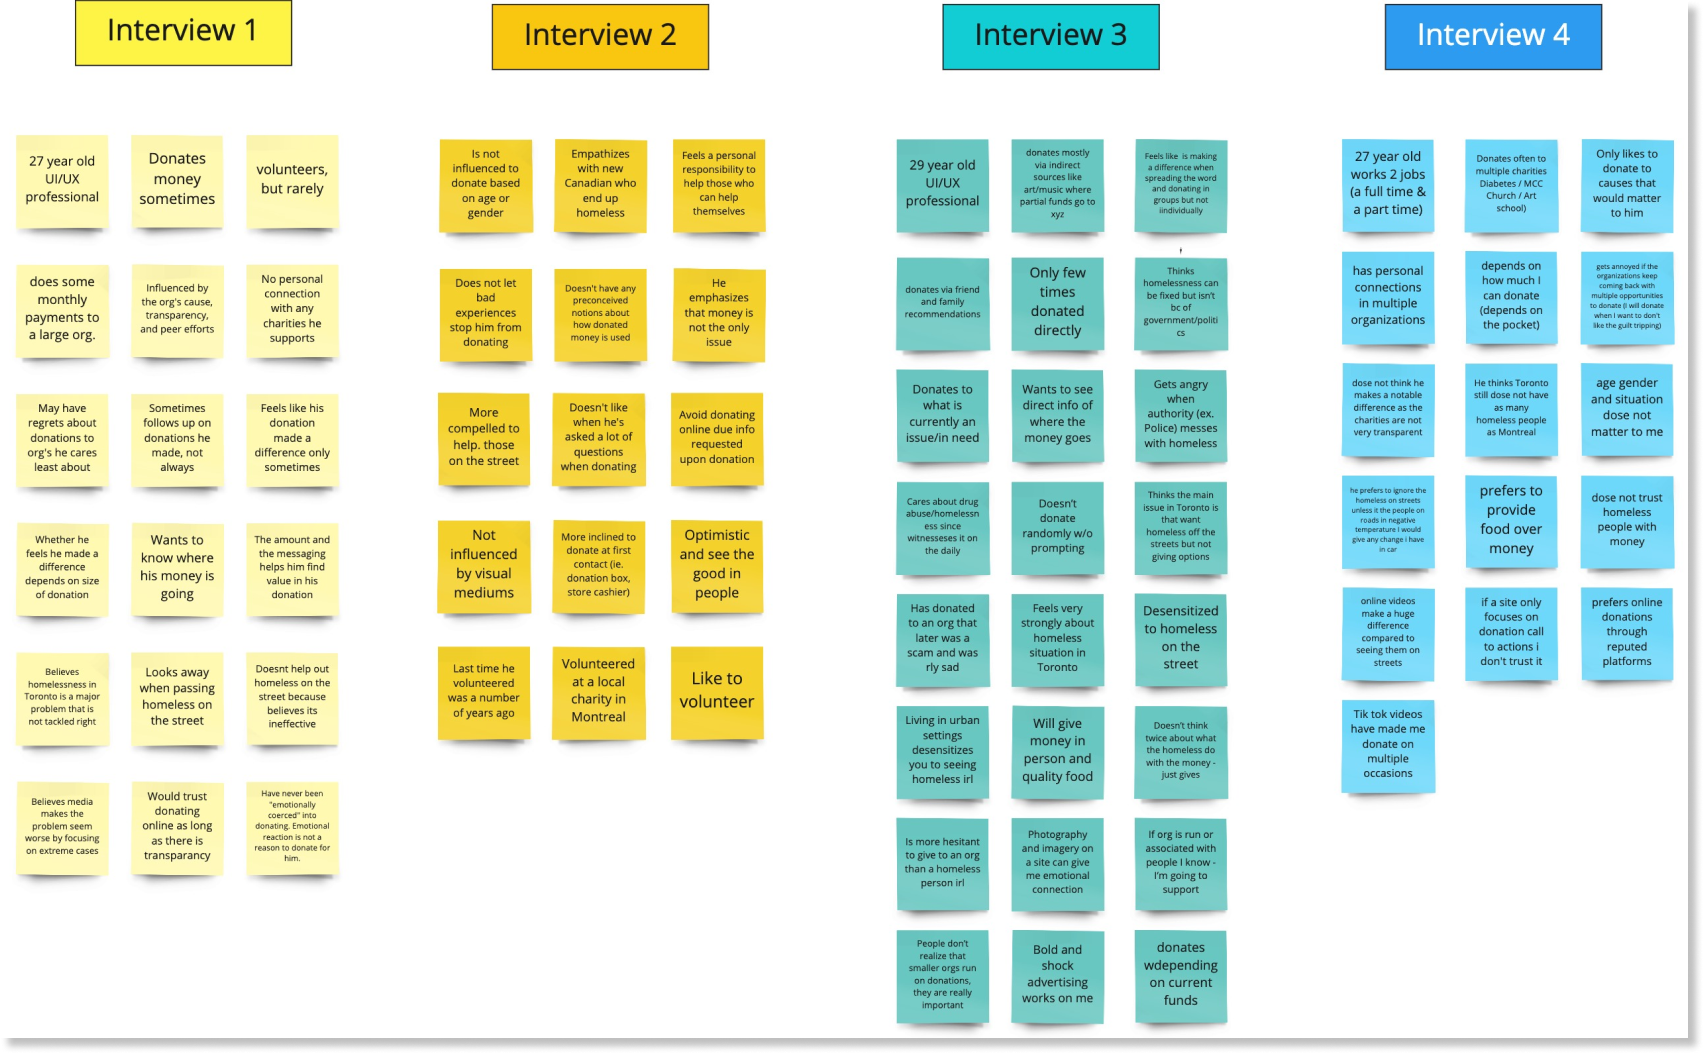 Interview 1
27 year old
UI/UX
professional
Donates
money
sometimes
volunteers,
but rarely
does some
monthly
payments to
a large org.
Influenced by
the org's cause,
transparency,
and peer efforts
No personal
connection
with any
charities he
supports
May have
regrets about
donations to
org's he cares
least about
Sometimes
follows up on
donations he
made, not
always
Feels like his
donation
made a
difference only
sometimes
Whether he
feels he made a
difference
depends on size
of donation
Wants to
know where
his money is
going
The amount and
the messaging
helps him find
value in his
donation
Believes
homelessness in
Toronto is a major
problem that is
not tackled right
Looks away
when passing
homeless on
the street
Doesnt help out
homeless on the
street because
believes its
ineffective
Believes media
makes the
problem seem
worse by focusing
on extreme cases
Would trust
donating
online as long
as there is
transparancy
Have never been
"emotionally
coerced" into
donating. Emotional
reaction is not a
reason to donate for
him.
Interview 2
Is not
influenced to
donate based
on age or
gender
Empathizes
with new
Canadian who
end up
homeless
Feels a personal
responsibility to
help those who
can help
themselves
Does not let
bad
experiences
stop him from
donating
Doesn't have any
preconceived
notions about
how donated
money is used
He
emphasizes
that money is
not the only
issue
More
compelled to
help. those
on the street
Doesn't like
when he's
asked a lot of
questions
when donating
Avoid donating
online due info
requested
upon donation
Not
influenced
by visual
mediums
More inclined to
donate at first
contact (ie.
donation box,
store cashier)
Optimistic
and see the
good in
people
Last time he
volunteered
was a number
of years ago
Volunteered
at a local
charity in
Montreal
Like to
volunteer
Interview 3
29 year old
UI/UX
professional
donates mostly
via indirect
sources like
art/music where
partial funds go to
xyz
Feels like is making
a difference when
spreading the word
and donating in
groups but not
iindividually
donates via friend
and family
recommendations
Only few
times
donated
directly
Thinks
homelessness can
be fixed but isn't
bc of
government/politi
cs
Donates to
what is
currently an
issue/in need
Wants to see
direct info of
where the
money goes
Gets angry
when
authority (ex.
Police) messes
with homeless
Cares about drug
abuse/homelessn
ess since
witnesseses it on
the daily
Doesn't
donate
randomly w/o
prompting
Thinks the main
issue in Toronto is
that want
homeless off the
streets but not
giving options
Has donated
to an org that
later was a
scam and was
rly sad
Feels very
strongly about
homeless
situation in
Toronto
Desensitized
to homeless
on the
street
Living in urban
settings
desensitizes
you to seeing
homeless irl
Will give
money in
person and
quality food
Doesn't think
twice about what
the homeless do
with the money -
just gives
Is more hesitant
to give to an org
than a homeless
person irl
Photography
and imagery on
a site can give
me emotional
connection
If org is run or
associated with
people I know -
I'm going to
support
People don't
realize that
smaller orgs run
on donations,
they are really
important
Bold and
shock
advertising
works on me
donates
wdepending
on current
funds
Interview 4
27 year old
works 2 jobs
(a full time &
a part time)
Donates often to
multiple charities
Diabetes / MCC
Church / Art
school)
Only likes to
donate to
causes that
would matter
to him
has personal
connections
in multiple
organizations
depends on
how much I
can donate
(depends on
the pocket)
gets annoyed if the
organizations keep
coming back with
multiple opportunities
to donate (I will donate
when I want to don't
like the guilt tripping)
dose not think he
makes a notable
difference as the
charities are not
very transparent
He thinks Toronto
still dose not have
as many
homeless people
as Montreal
age gender
and situation
dose not
matter to me
he prefers to ignore the
homeless on streets
unless it the people on
roads in negative
temperature I would
give any change i have
in car
prefers to
provide
food over
money
dose not trust
homeless
people with
money
online videos
make a huge
difference
compared to
seeing them on
streets
if a site only
focuses on
donation call
to actions i
don't trust it
prefers online
donations
through
reputed
platforms
Tik tok videos
have made me
donate on
multiple
occasions